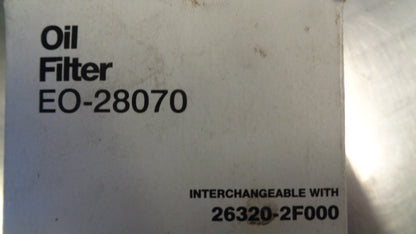 Oil
Filter
EO-28070
INTERCHANGEABLE WITH
26320-2F000